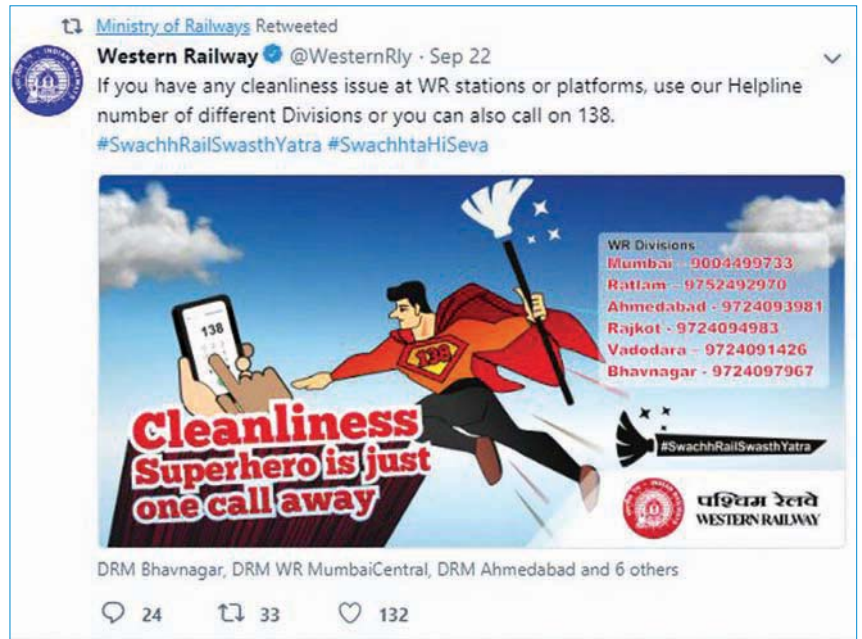 Ministry of Railways Retweeted
Western Railway @WesternRly · Sep 22
If you have any cleanliness issue at WR stations or platforms, use our Helpline
number of different Divisions or you can also call on 138.
#SwachhRailSwasthYatra #SwachhtaHiSeva
138
138
Cleanliness
Superhero is just
one call away
WR Divisions
Mumbai - 9004499733
Ratlam - 9752492970
Ahmedabad - 9724093981
Rajkot - 9724094983
Vadodara - 9724091426
Bhavnagar - 9724097967
#SwachhRailSwasthYatra
पश्चिम रेलवे
WESTERN RAILWAY
DRM Bhavnagar, DRM WR MumbaiCentral, DRM Ahmedabad and 6 others
24 33 132